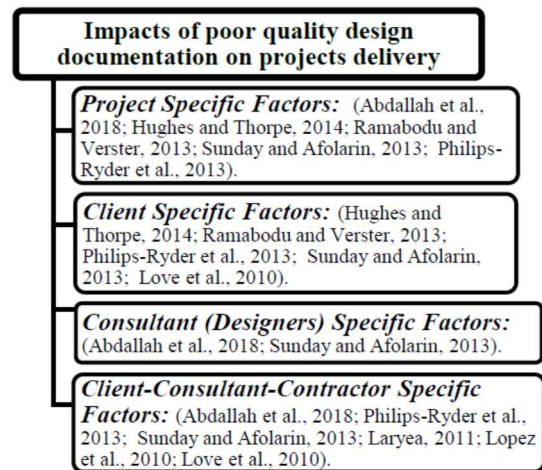 Impacts of poor quality design
documentation on projects delivery
Project Specific Factors: (Abdallah et al.,
2018; Hughes and Thorpe, 2014; Ramabodu and
Verster, 2013; Sunday and Afolarin, 2013; Philips-
Ryder et al., 2013).
Client Specific Factors: (Hughes and
Thorpe, 2014; Ramabodu and Verster, 2013;
Philips-Ryder et al., 2013; Sunday and Afolarin,
2013; Love et al., 2010).
Consultant (Designers) Specific Factors:
(Abdallah et al., 2018; Sunday and Afolarin, 2013).
Client-Consultant-Contractor Specific
Factors: (Abdallah et al., 2018; Philips-Ryder et al.,
2013; Sunday and Afolarin, 2013; Laryea, 2011; Lopez
et al., 2010; Love et al., 2010).